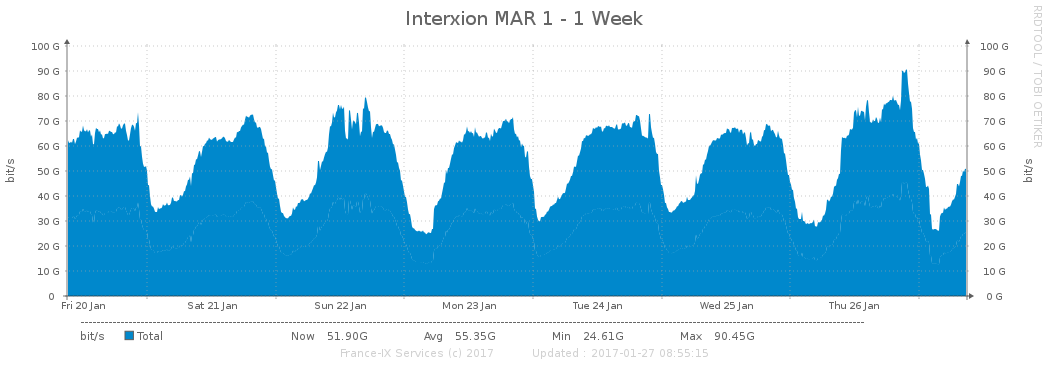 Interxion MAR 1 - 1 Week
RRDTOOL / TOBI OETIKER
bit/s
100 G 100 G
90 G 90 G
80 G 80 G
70 G 70 G
60 G 60 G
50 G 50 G
40 G 40 G
30 G 30 G
20 G 20 G
10 G 10 G
0 0 G
bit/s
Fri 20 Jan Sat 21 Jan Sun 22 Jan Mon 23 Jan Tue 24 Jan Wed 25 Jan Thu 26 Jan
bit/s Total Now 51.90G Avg 55.35G Min 24.61G Max 90.45G
France-IX Services (c) 2017 Updated : 2017-01-27 08:55:15